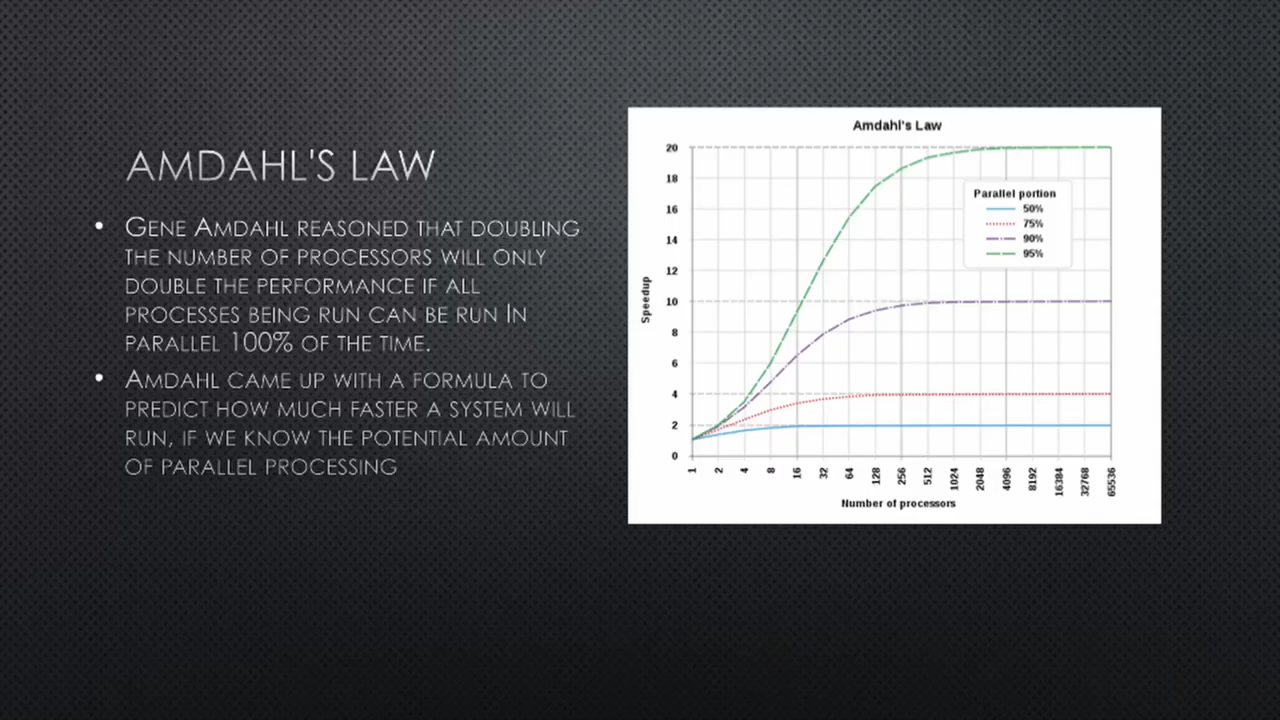 AMDAHL'S LAW
• GENE AMDAHL REASONED THAT DOUBLING
THE NUMBER OF PROCESSORS WILL ONLY
DOUBLE THE PERFORMANCE IF ALL
PROCESSES BEING RUN CAN BE RUN IN
PARALLEL 100% OF THE TIME.
• AMDAHL CAME UP WITH A FORMULA TO
PREDICT HOW MUCH FASTER A SYSTEM WILL
RUN, IF WE KNOW THE POTENTIAL AMOUNT
OF PARALLEL PROCESSING
Amdahl's Law
20
18
16
14
12
10
8
6
4
2
0
Speedup
Parallel portion
50%
75%
90%
95%
1 2 4 8 16 32 64 128 256 512 1024 2048 4096 8192 16384 32768 65536
Number of processors